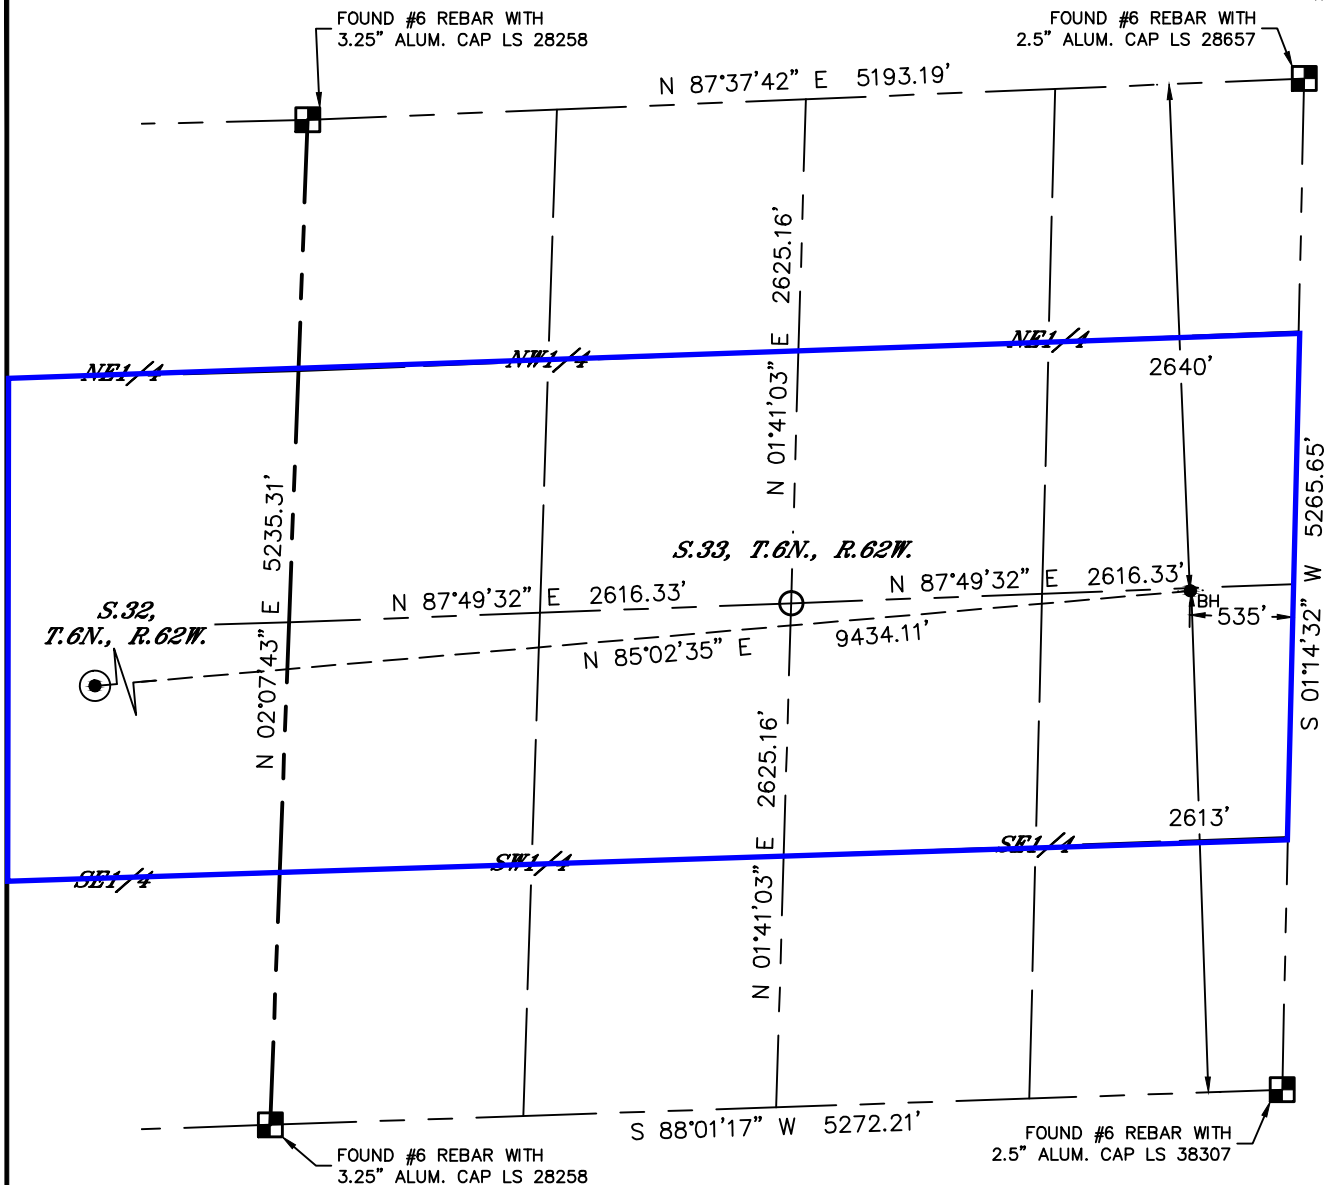 FOUND #6 REBAR WITH
3.25" ALUM. CAP LS 28258
FOUND #6 REBAR WITH
2.5" ALUM. CAP LS 28657
N 87°37'42" E 5193.19'
N 01°41'03" E 2625.16'
NE1/4
NW1/4
NE1/4
2640'
N 02°07'43" E 5235.31'
S 01°14'32" W 5265.65'
S.33, T.6N., R.62W.
N 87°49'32" E 2616.33'
N 87°49'32" E 2616.33'
BH
535'
S.32,
T.6N., R.62W.
N 85°02'35" E 9434.11'
N 01°41'03" E 2625.16'
2613'
SE1/4
SW1/4
SE1/4
S 88°01'17" W 5272.21'
FOUND #6 REBAR WITH
3.25" ALUM. CAP LS 28258
FOUND #6 REBAR WITH
2.5" ALUM. CAP LS 38307